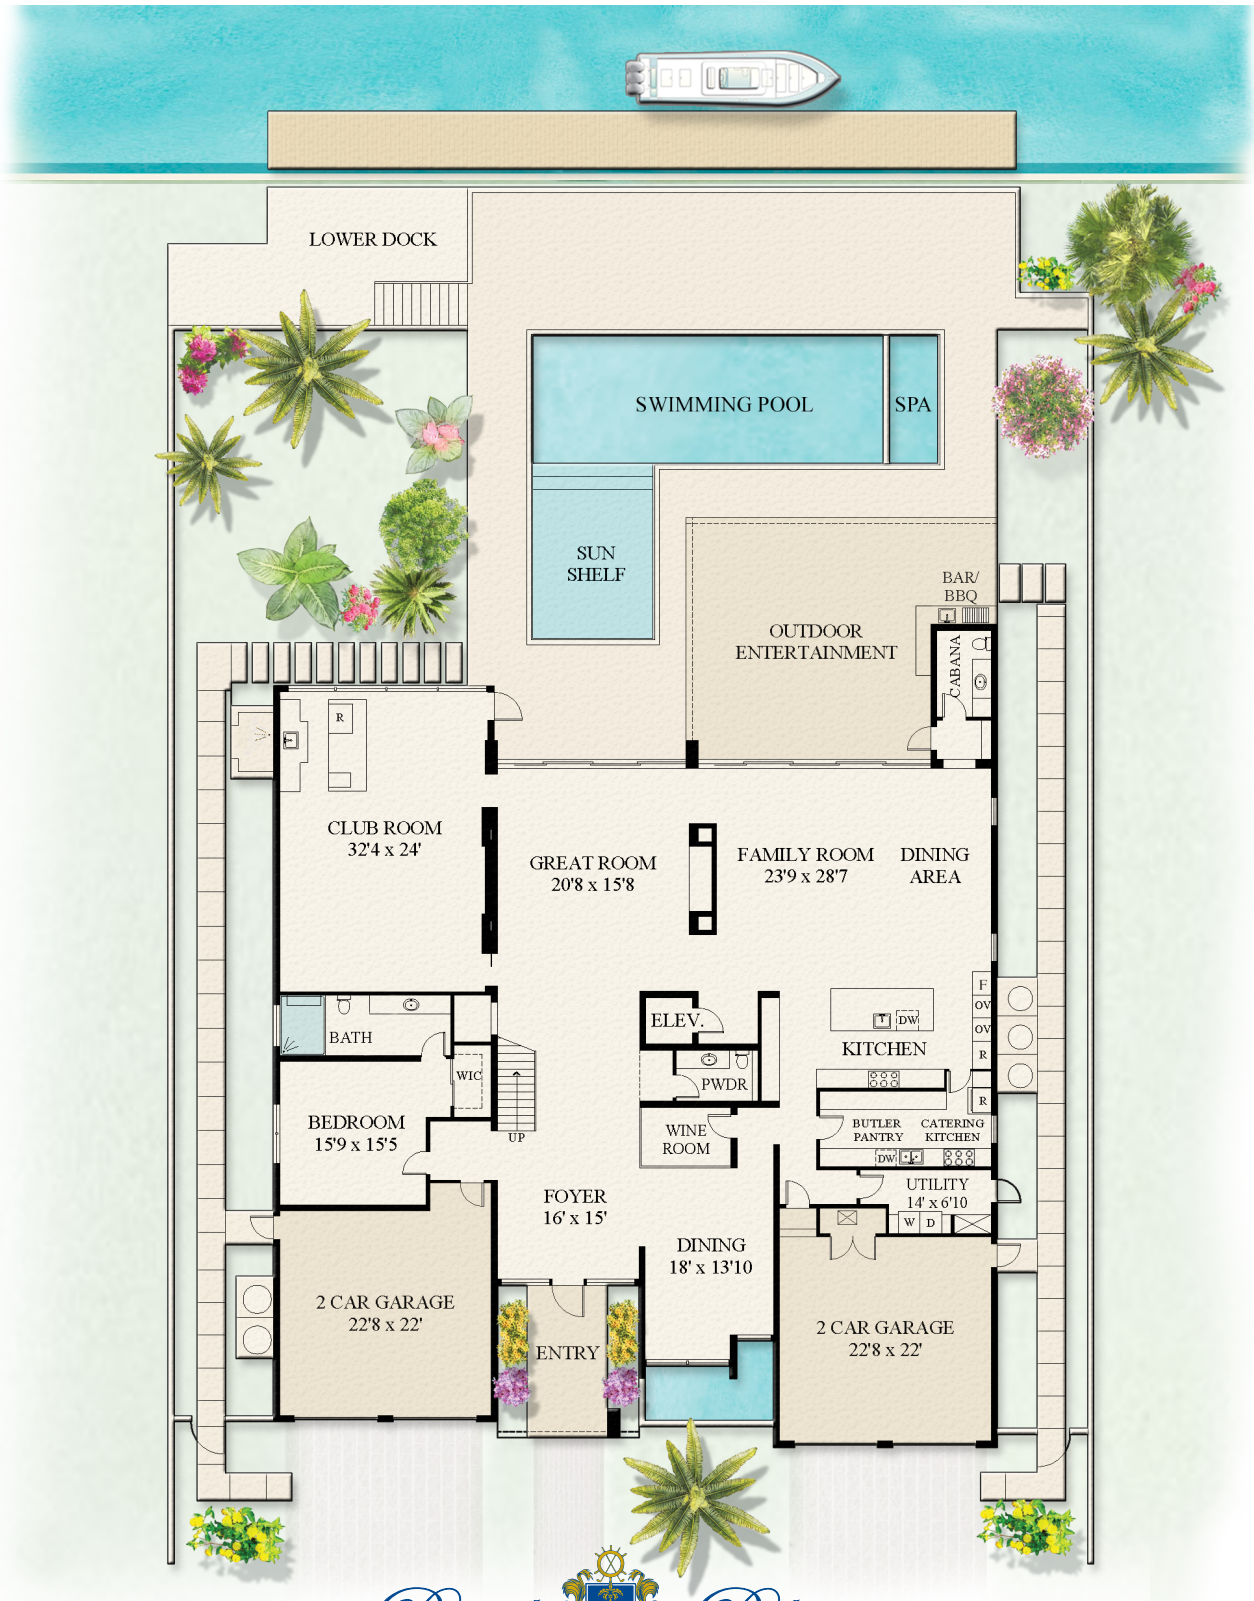 LOWER DOCK
SWIMMING POOL
SPA
SUN
SHELF
BAR/
BBQ
OUTDOOR
ENTERTAINMENT
CABANA
R
CLUB ROOM
32'4 x 24'
GREAT ROOM
20'8 x 15'8
FAMILY ROOM
23'9 x 28'7
DINING
AREA
F
OV
OV
R
ELEV.
DW
KITCHEN
BATH
WIC
PWDR
R
BEDROOM
15'9 x 15'5
UP
WINE
ROOM
BUTLER
PANTRY
CATERING
KITCHEN
DW
UTILITY
14' x 6'10
W D
FOYER
16' x 15'
DINING
18' x 13'10
2 CAR GARAGE
22'8 x 22'
ENTRY
2 CAR GARAGE
22'8 x 22'